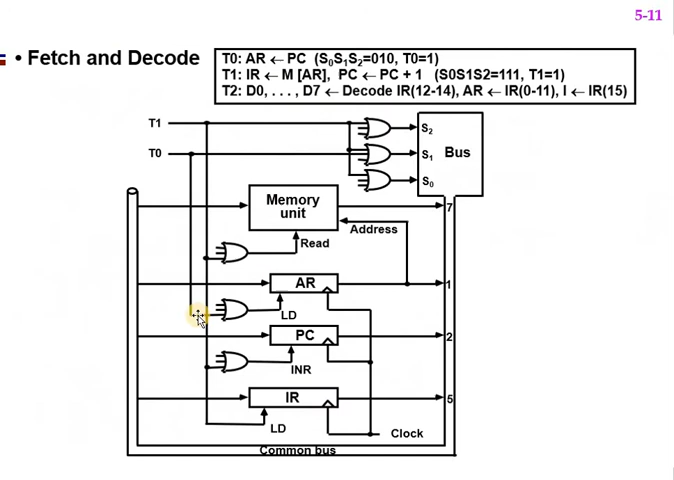 5-11
• Fetch and Decode
T0: AR ← PC (S₀S₁S₂=010, T0=1)
T1: IR ← M [AR], PC ← PC + 1 (S0S1S2=111, T1=1)
T2: D0, . . . , D7 ← Decode IR(12-14), AR ← IR(0-11), I ← IR(15)
T1
S₂
T0
S₁
Bus
S₀
Memory
unit
7
Address
Read
AR
1
LD
PC
2
INR
IR
5
LD
Clock
Common bus